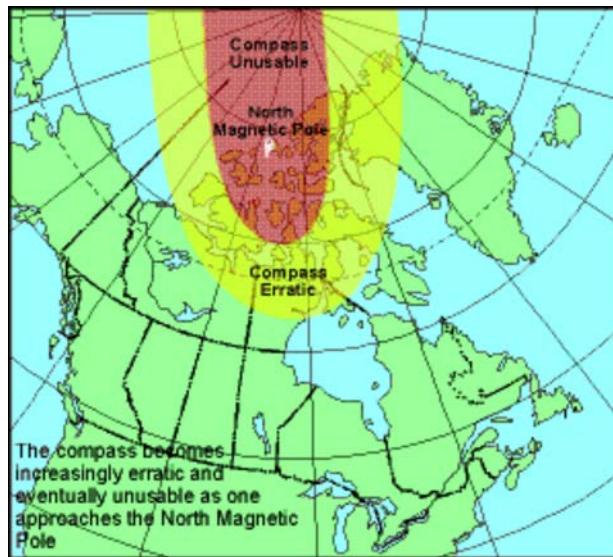 Compass
Unusable
North
Magnetic Pole
Compass
Erratic
The compass becomes
increasingly erratic and
eventually unusable as one
approaches the North Magnetic
Pole